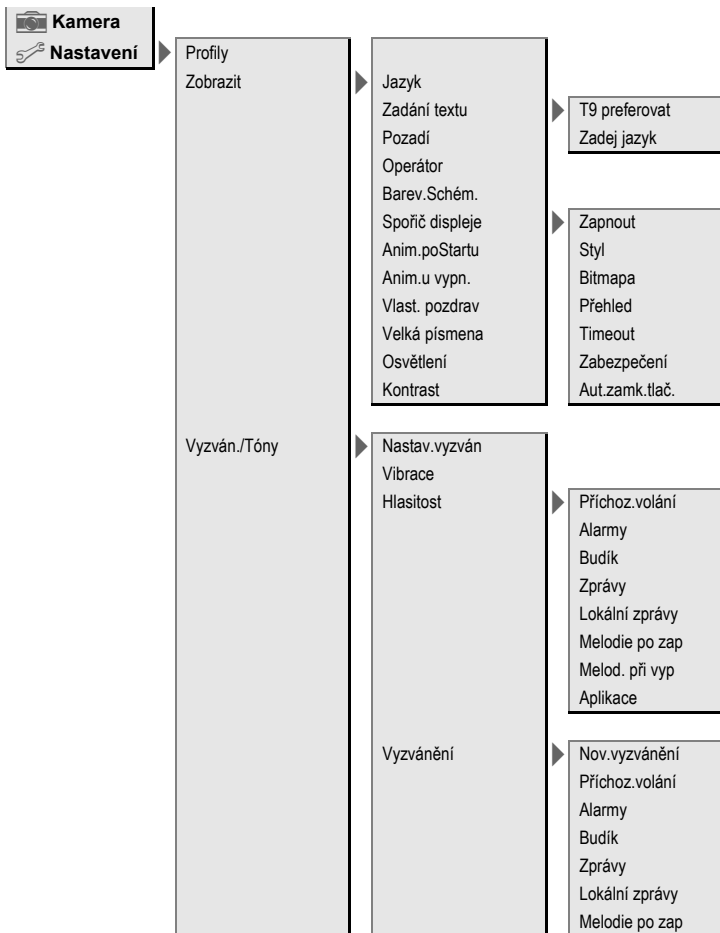 Kamera
Nastavení
Profily
Zobrazit
Jazyk
Zadání textu
T9 preferovat
Zadej jazyk
Pozadí
Operátor
Barev.Schém.
Spořič displeje
Zapnout
Styl
Bitmapa
Přehled
Timeout
Zabezpečení
Aut.zamk.tlač.
Anim.poStartu
Anim.u vypn.
Vlast. pozdrav
Velká písmena
Osvětlení
Kontrast
Vyzván./Tóny
Nastav.vyzván
Vibrace
Hlasitost
Příchoz.volání
Alarmy
Budík
Zprávy
Lokální zprávy
Melodie po zap
Melod. při vyp
Aplikace
Vyzvánění
Nov.vyzvánění
Příchoz.volání
Alarmy
Budík
Zprávy
Lokální zprávy
Melodie po zap